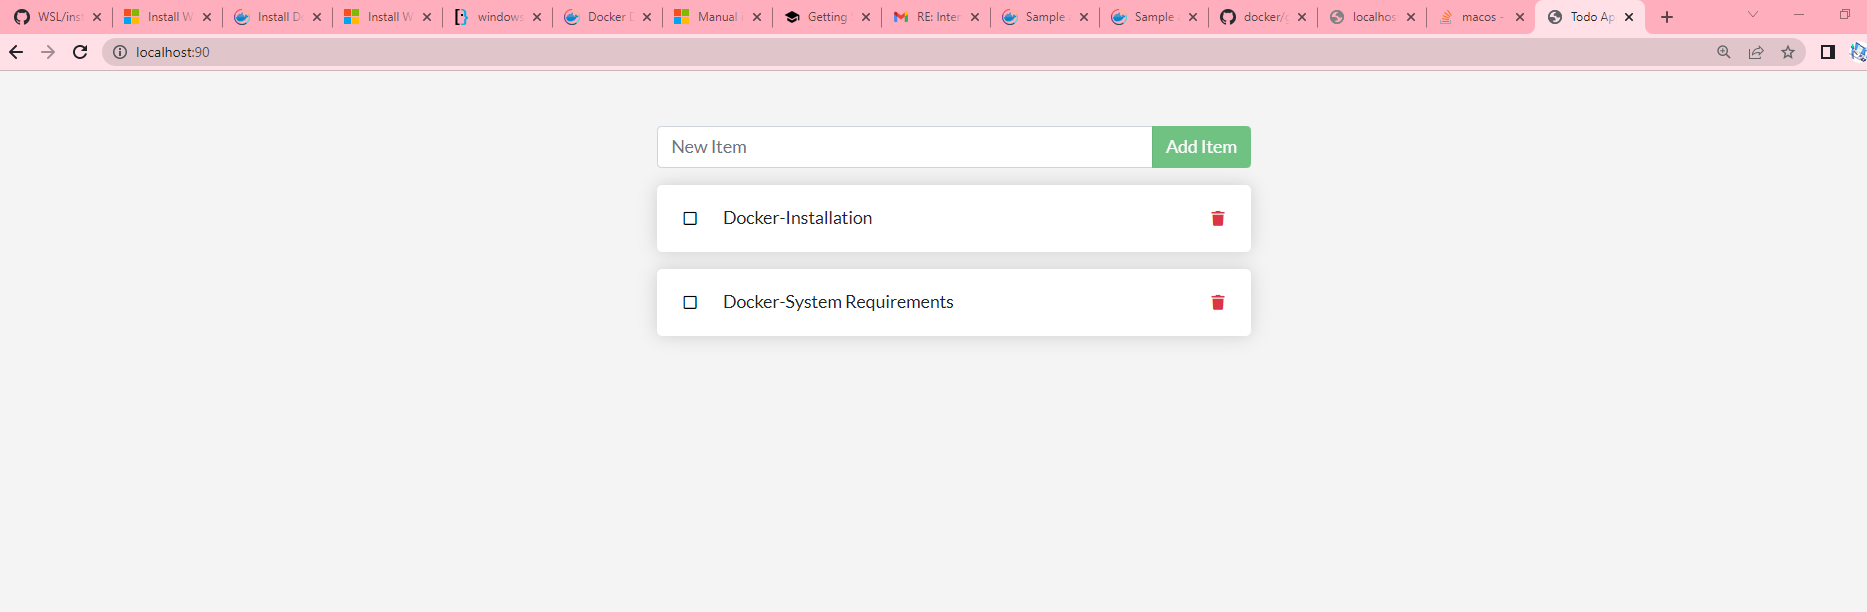 WSL/ins Install W Install D Install W windows Docker D Manual Getting RE: Inter Sample Sample docker/g localhos macos - Todo Ap
localhost:90
New Item Add Item
Docker-Installation
Docker-System Requirements